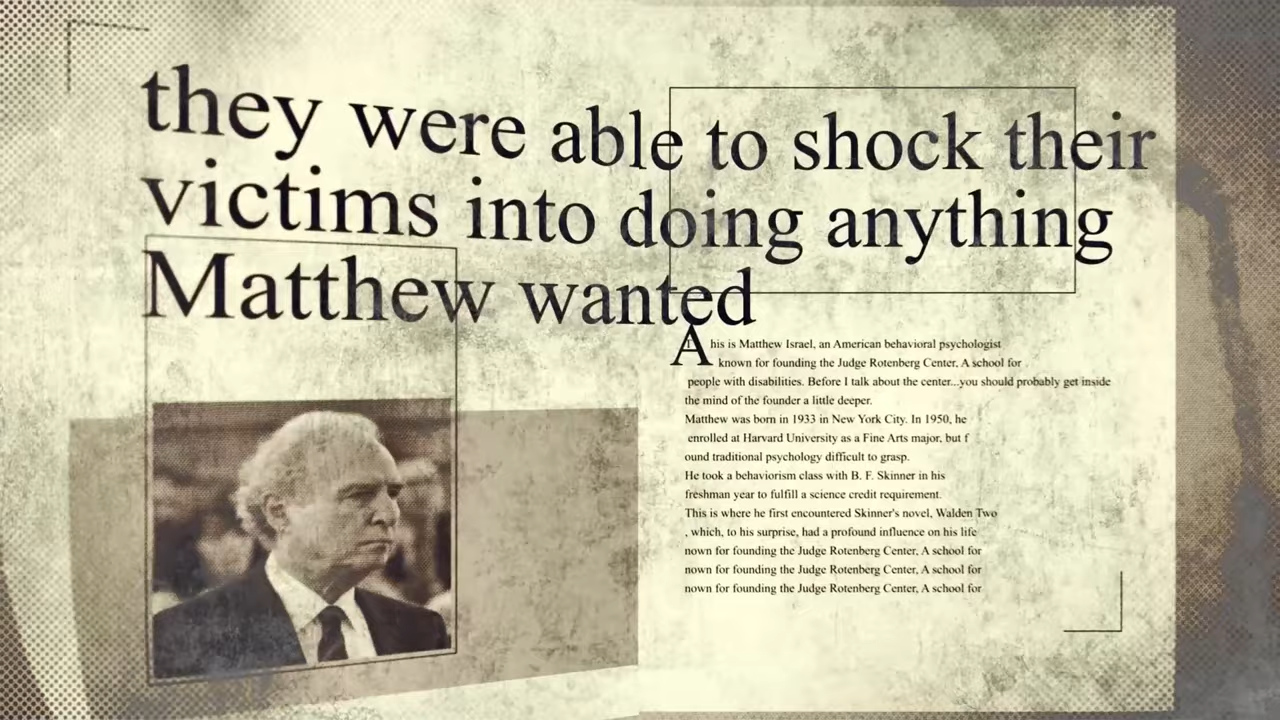 they were able to shock their
victims into doing anything
Matthew wanted
A his is Matthew Israel, an American behavioral psychologist
known for founding the Judge Rotenberg Center, A school for
people with disabilities. Before I talk about the center...you should probably get inside
the mind of the founder a little deeper.
Matthew was born in 1933 in New York City. In 1950, he
enrolled at Harvard University as a Fine Arts major, but f
ound traditional psychology difficult to grasp.
He took a behaviorism class with B. F. Skinner in his
freshman year to fulfill a science credit requirement.
This is where he first encountered Skinner's novel, Walden Two
, which, to his surprise, had a profound influence on his life
nown for founding the Judge Rotenberg Center, A school for
nown for founding the Judge Rotenberg Center, A school for
nown for founding the Judge Rotenberg Center, A school for